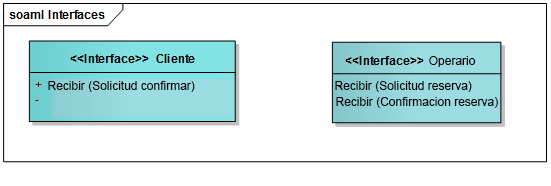 soaml Interfaces
<<Interface>> Cliente
+ Recibir (Solicitud confirmar)
-
<<Interface>> Operario
Recibir (Solicitud reserva)
Recibir (Confirmacion reserva)